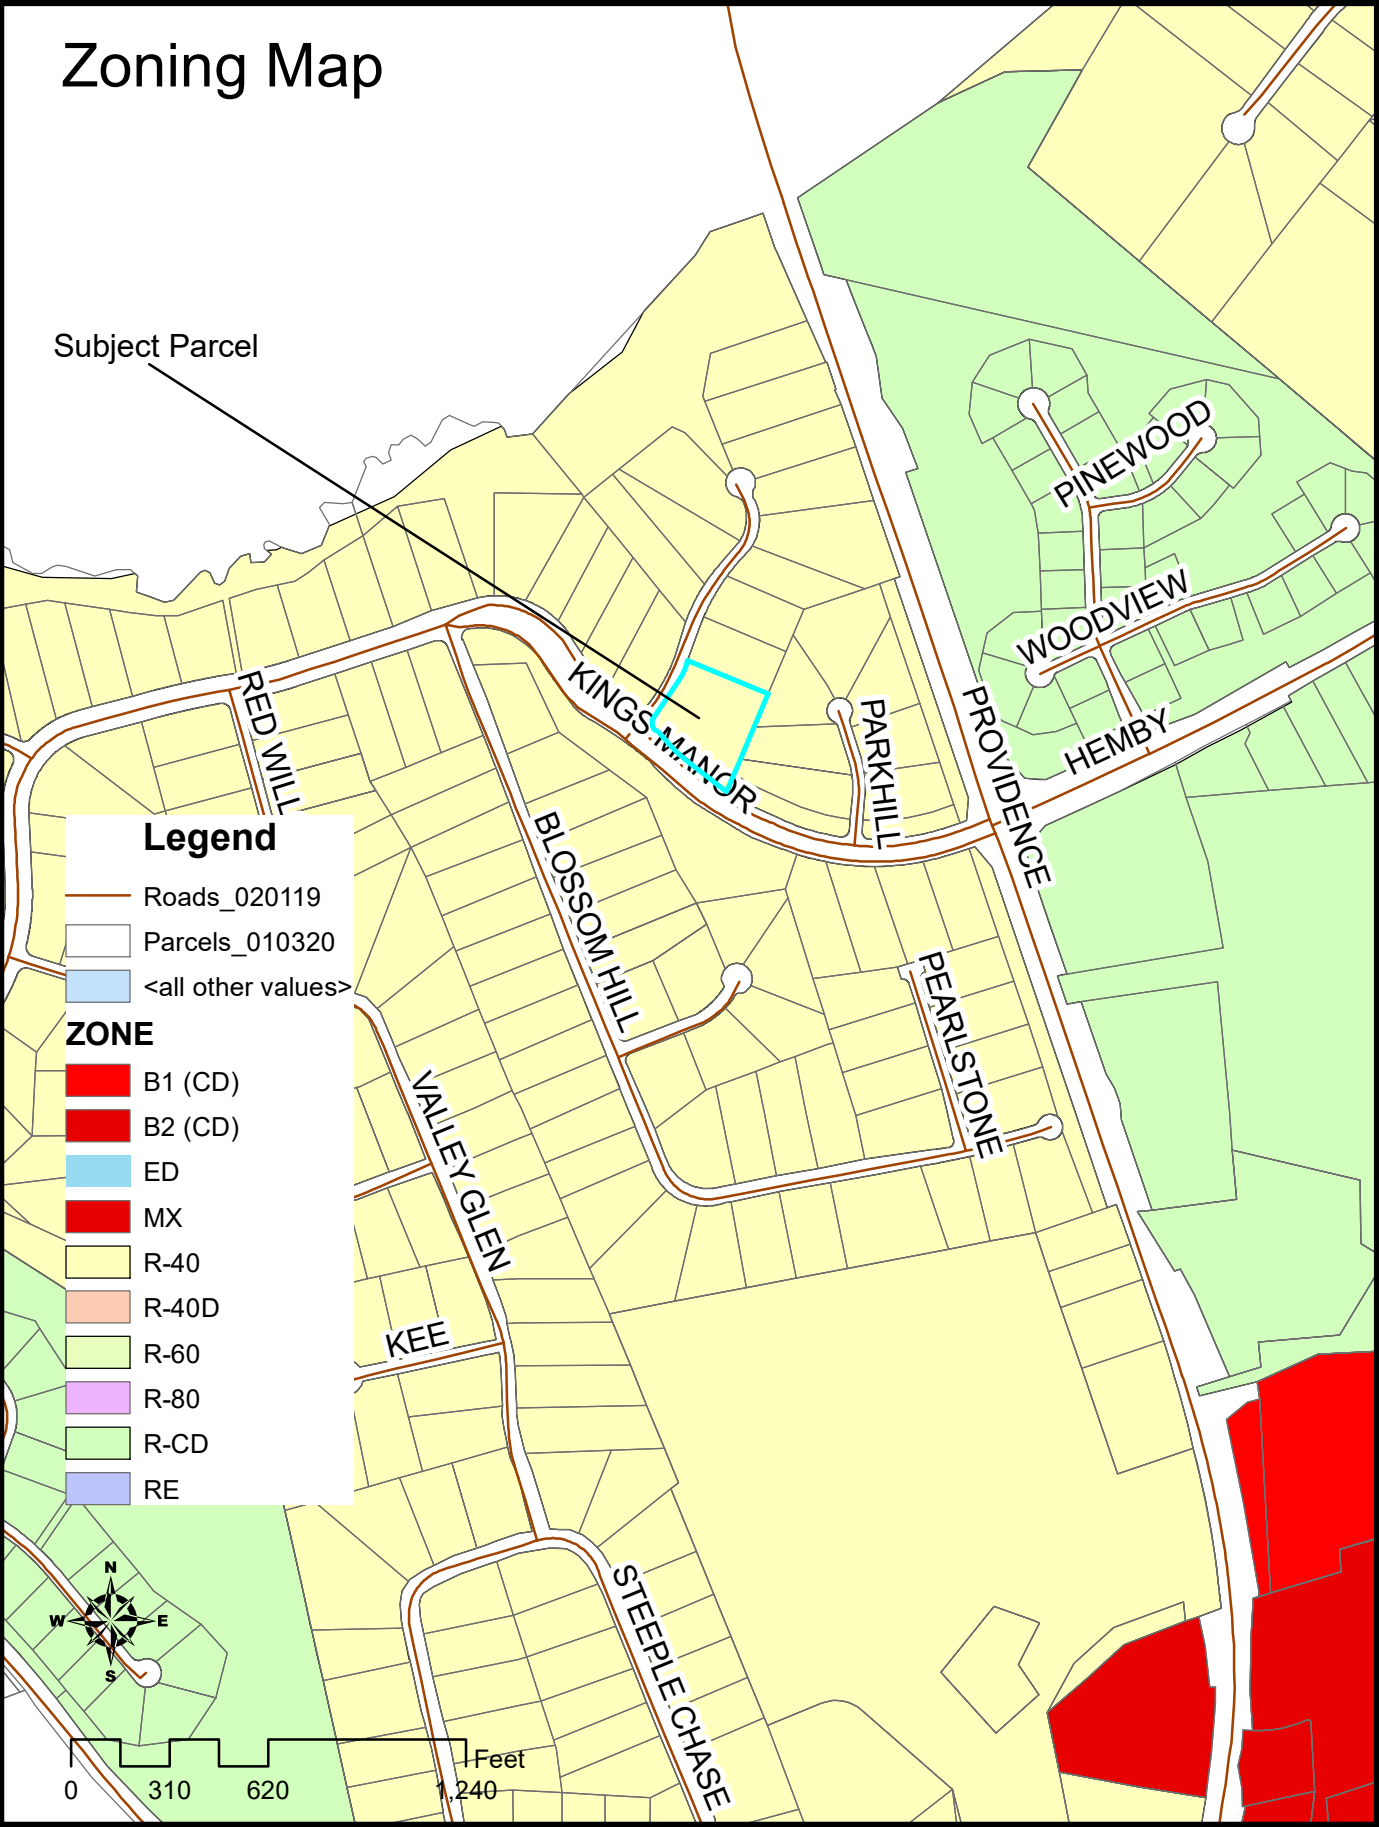 Zoning Map
Subject Parcel
PINEWOOD
WOODVIEW
HEMBY
PROVIDENCE
PARKHILL
KINGS MANOR
RED WILL
BLOSSOM HILL
PEARLSTONE
VALLEY GLEN
KEE
STEEPLE CHASE
Legend
Roads_020119
Parcels_010320
<all other values>
ZONE
B1 (CD)
B2 (CD)
ED
MX
R-40
R-40D
R-60
R-80
R-CD
RE
N
W E
S
Feet
0 310 620 1,240